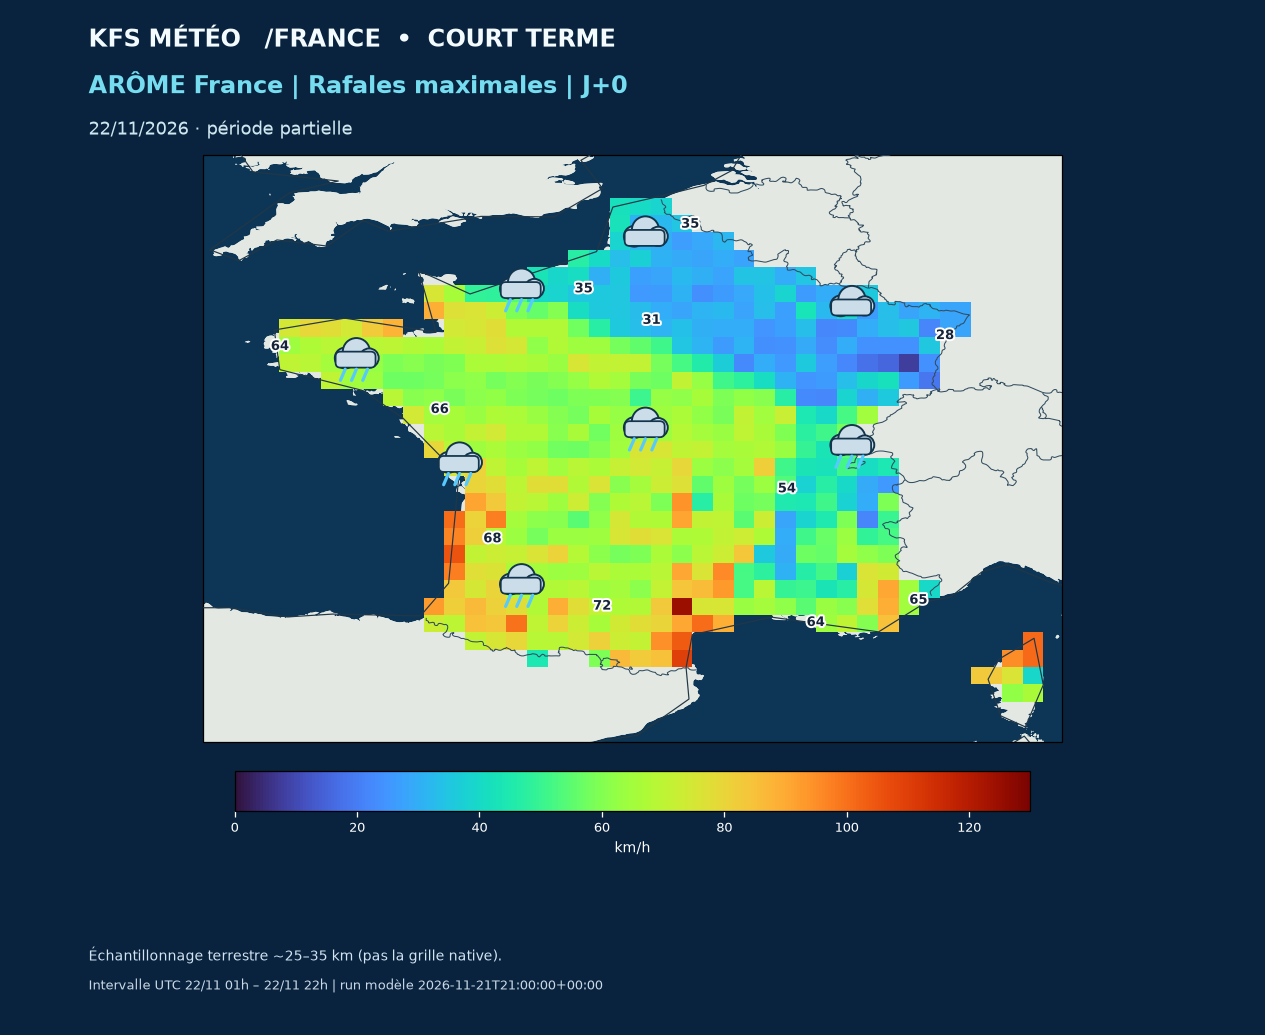 KFS MÉTÉO /FRANCE • COURT TERME
ARÔME France | Rafales maximales | J+0
22/11/2026 · période partielle
35
35
31
28
64
66
54
68
72
65
64
0 20 40 60 80 100 120
km/h
Échantillonnage terrestre ~25–35 km (pas la grille native).
Intervalle UTC 22/11 01h – 22/11 22h | run modèle 2026-11-21T21:00:00+00:00